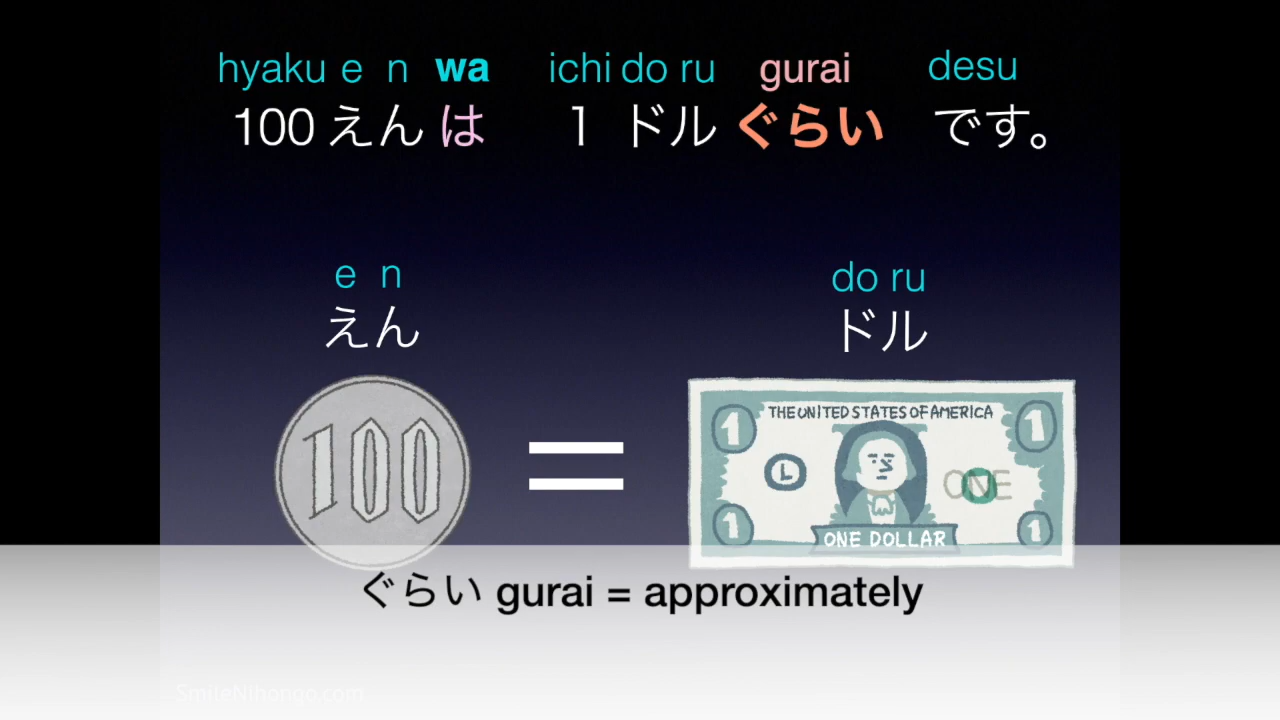 hyaku e n wa ichi do ru gurai desu
100 えん は 1 ドル ぐらい です。
e n
えん
do ru
ドル
100
=
THE UNITED STATES OF AMERICA
1 1
L
ONE
1 1
ONE DOLLAR
ぐらい gurai = approximately
SmileNihongo.com